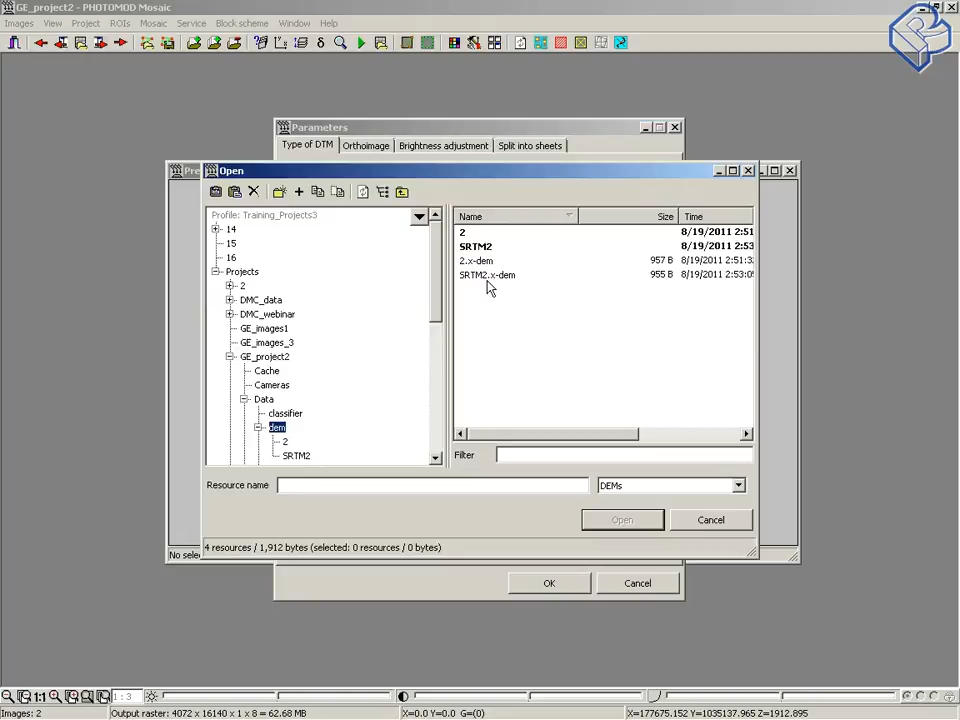 GE_project2 - PHOTOMOD Mosaic
Images View Project ROIs Mosaic Service Block scheme Window Help
Parameters
Type of DTM Orthoimage Brightness adjustment Split into sheets
Open
Profile: Training_Projects3
14
15
16
Projects
2
DMC_data
DMC_webinar
GE_images1
GE_images_3
GE_project2
Cache
Cameras
Data
classifier
dem
2
SRTM2
Name Size Time
2 8/19/2011 2:51
SRTM2 8/19/2011 2:53
2.x-dem 957 B 8/19/2011 2:51:3
SRTM2.x-dem 955 B 8/19/2011 2:53:0
Filter
Resource name DEMs
Open Cancel
4 resources / 1,912 bytes (selected: 0 resources / 0 bytes)
No sele
OK Cancel
1:1 1 : 3
Images: 2 Output raster: 4072 x 16140 x 1 x 8 = 62.68 MB X=0.0 Y=0.0 G=(0) X=177675.152 Y=1035137.965 Z=1912.895